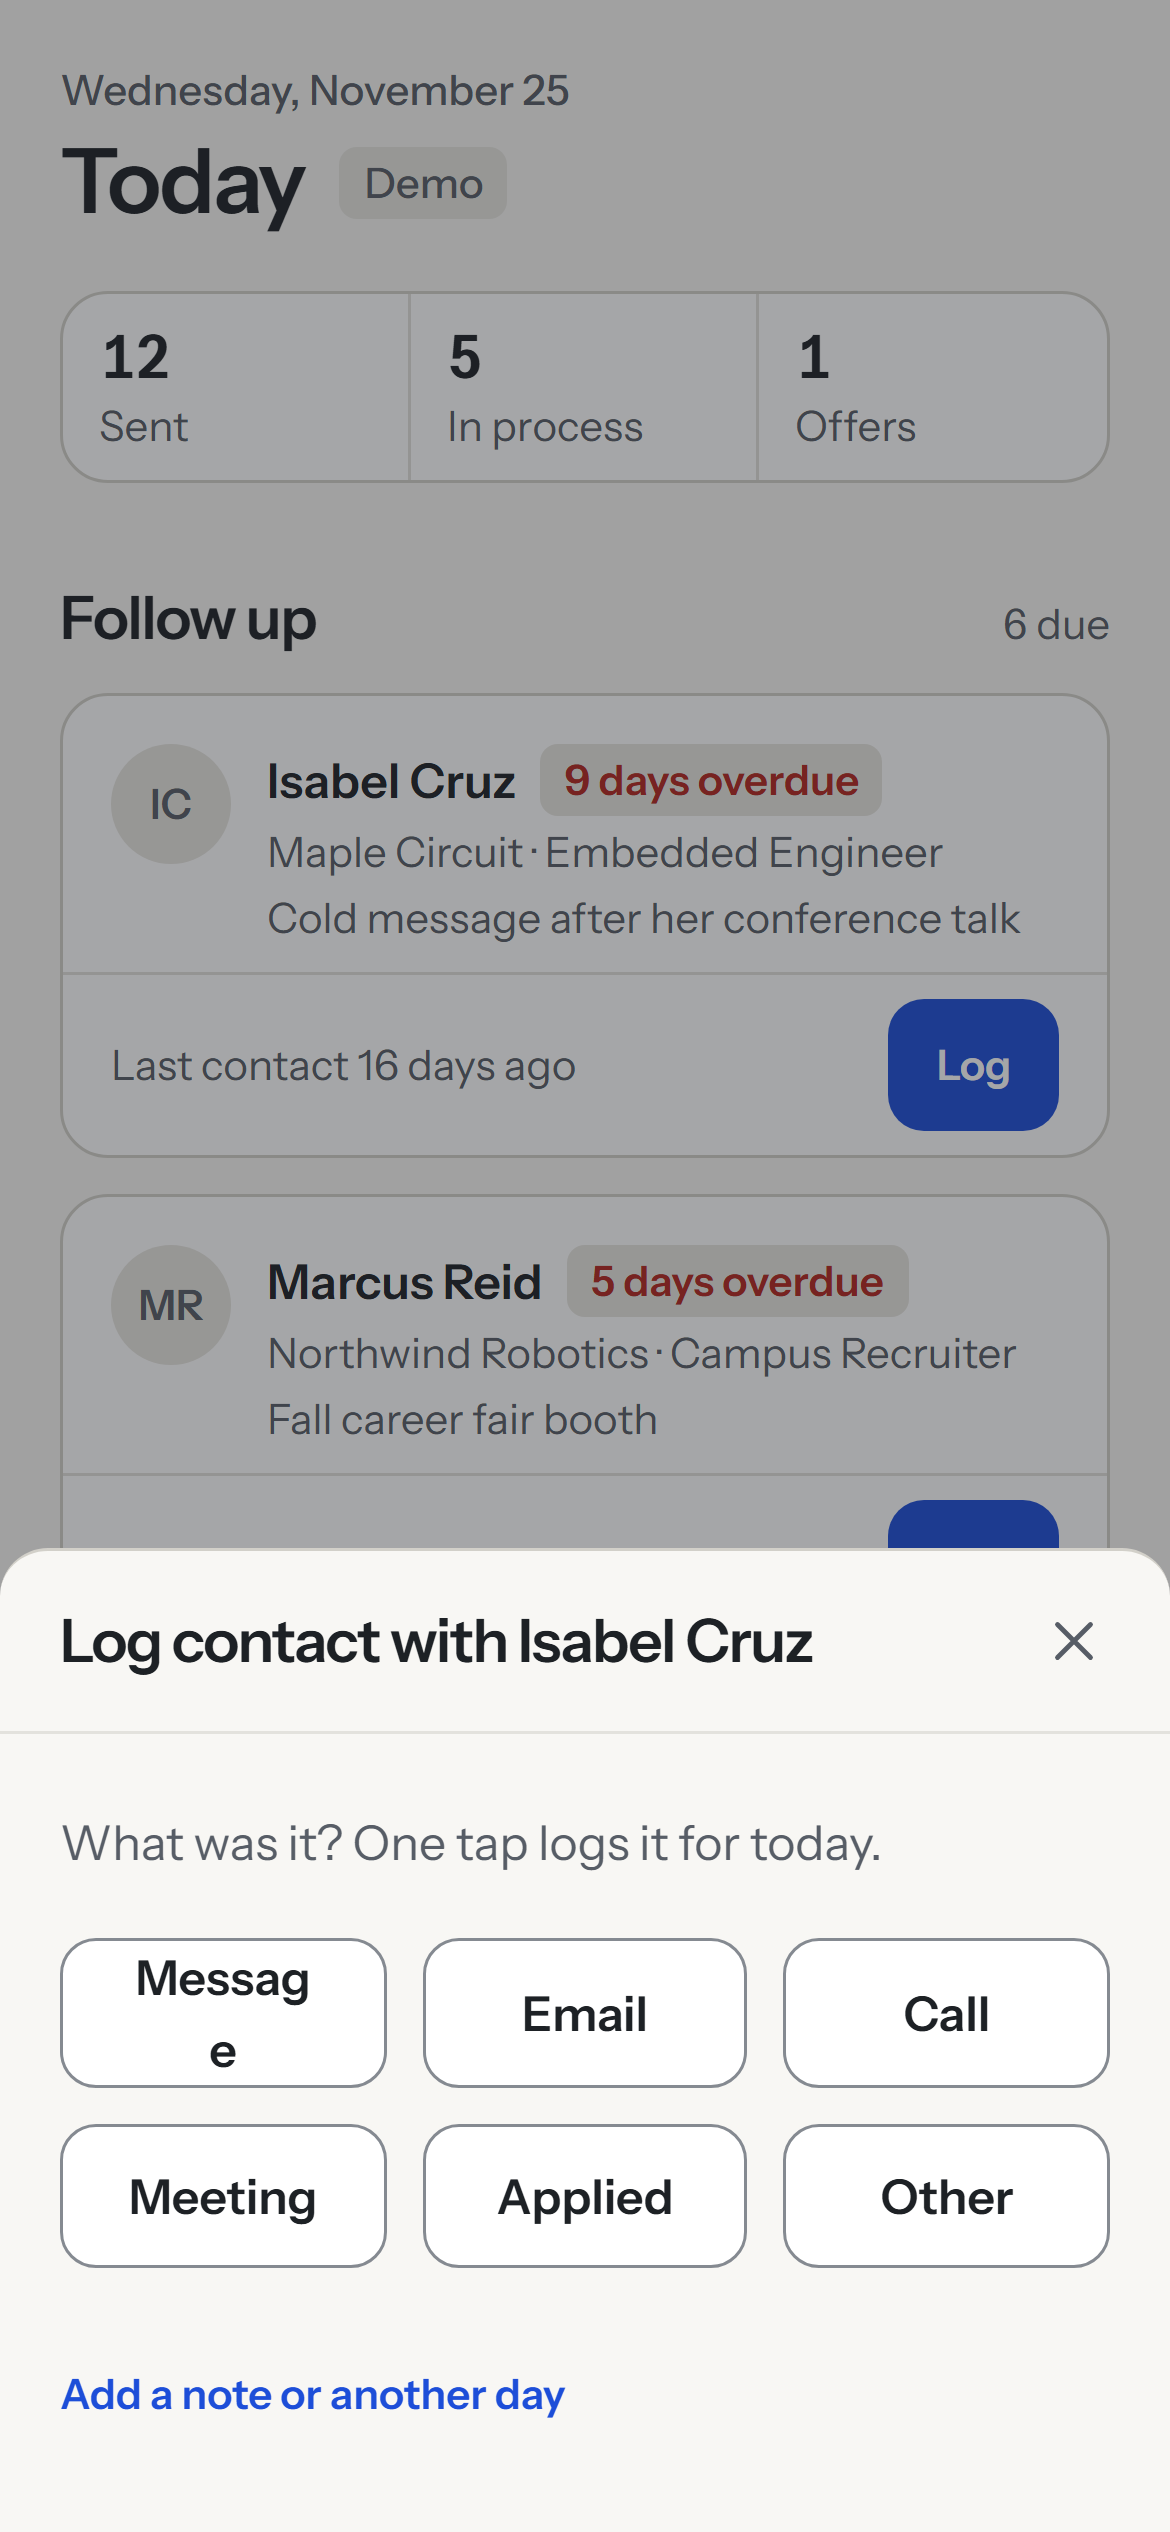 Wednesday, November 25
Today
Demo
12
Sent
5
In process
1
Offers
Follow up
6 due
IC
Isabel Cruz
9 days overdue
Maple Circuit · Embedded Engineer
Cold message after her conference talk
Last contact 16 days ago
Log
MR
Marcus Reid
5 days overdue
Northwind Robotics · Campus Recruiter
Fall career fair booth
Log contact with Isabel Cruz
What was it? One tap logs it for today.
Messag
e
Email
Call
Meeting
Applied
Other
Add a note or another day